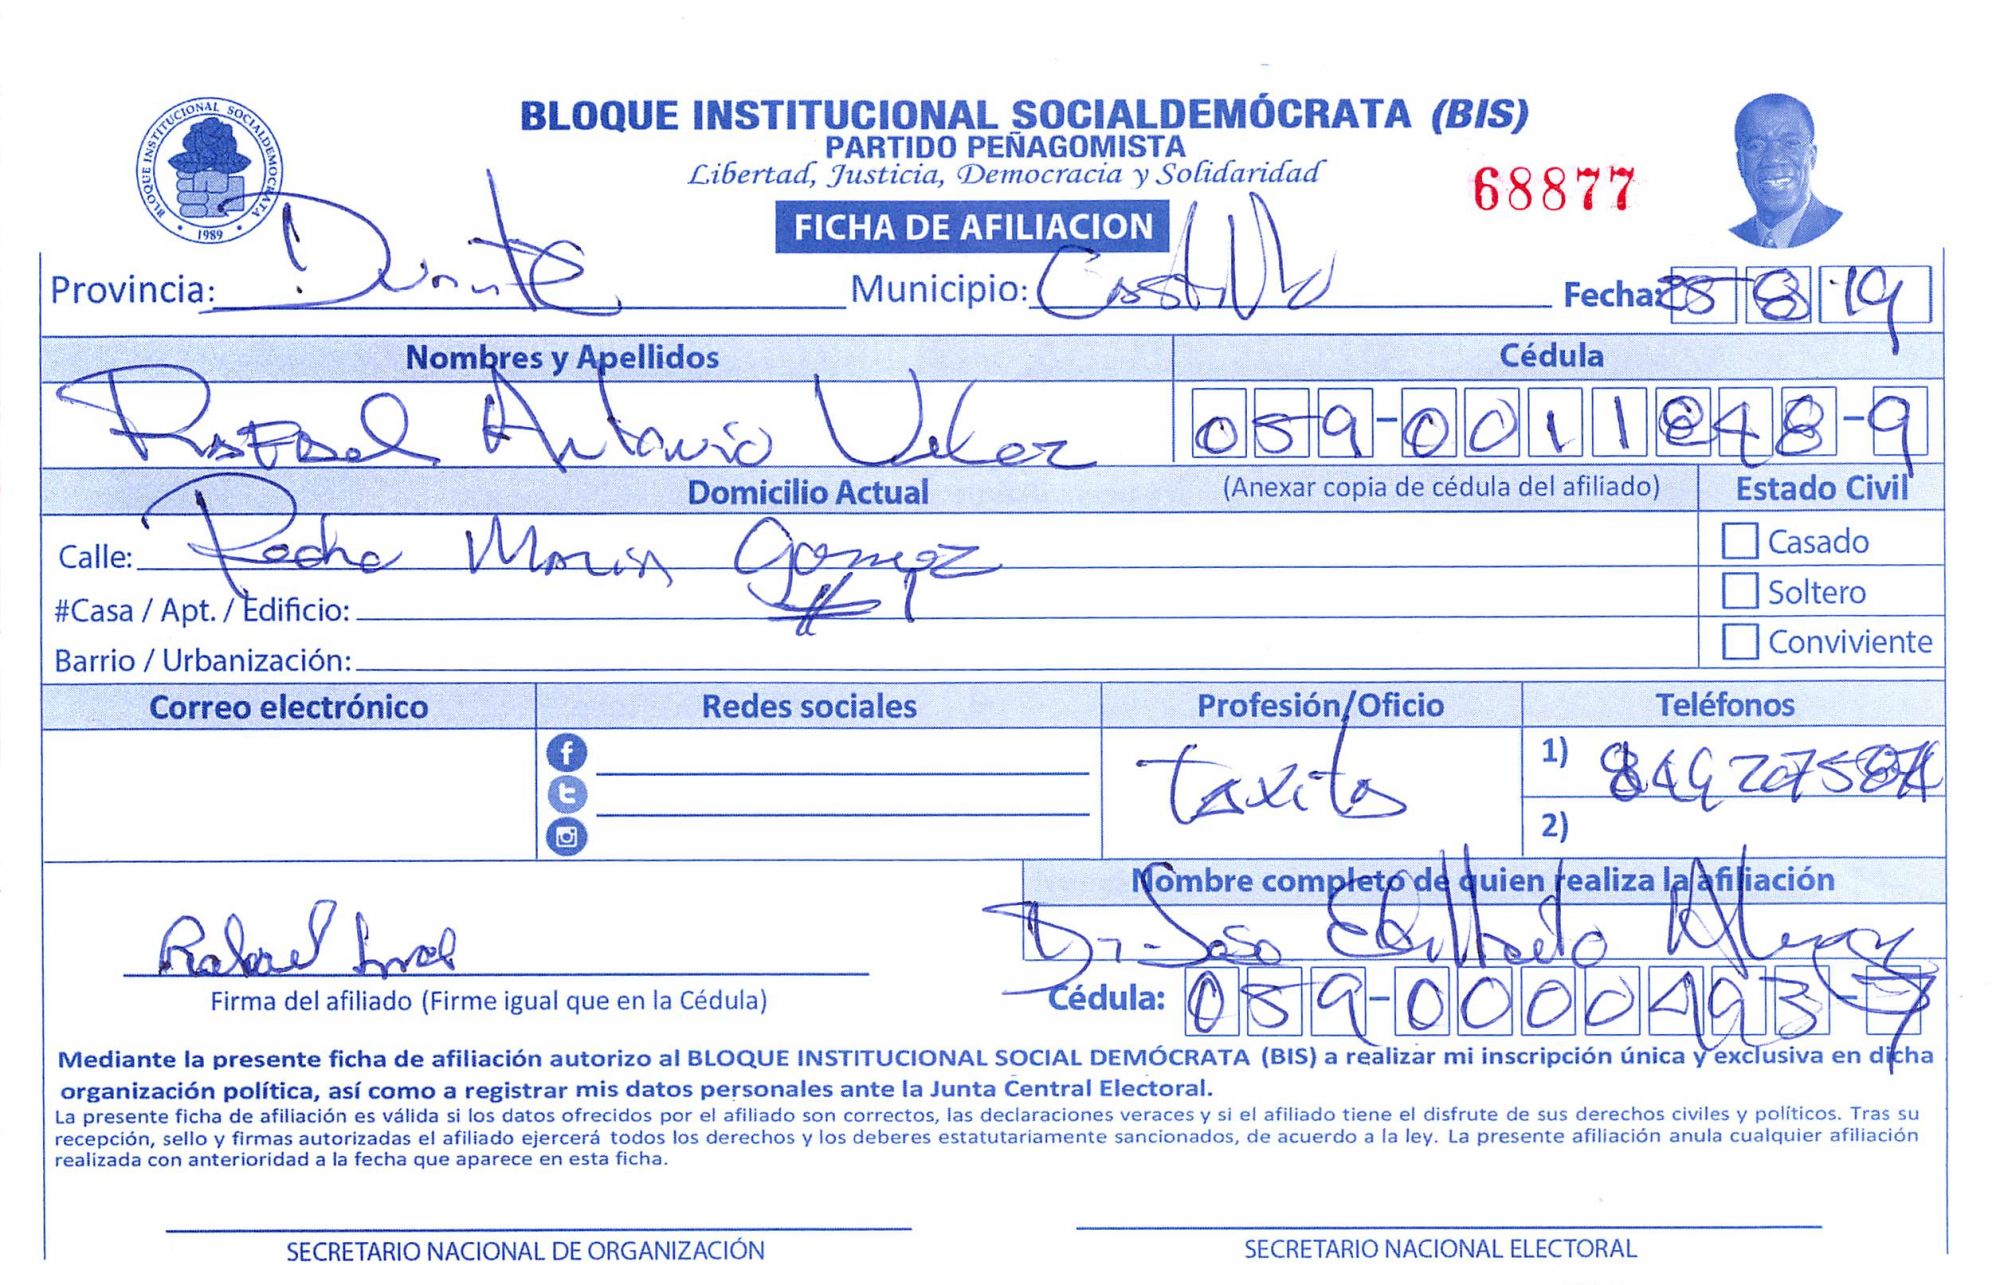 BLOQUE INSTITUCIONAL SOCIALDEMÓCRATA (BIS)
PARTIDO PEÑAGOMISTA
Libertad, Justicia, Democracia y Solidaridad
68877
BLOQUE INSTITUCIONAL SOCIALDEMOCRATA
• 1989 •
FICHA DE AFILIACION
Provincia: Duarte Municipio: Castillo Fecha: 25 8 19
Nombres y Apellidos Cédula
Rafael Antonio Velez 059-0011848-9
Domicilio Actual (Anexar copia de cédula del afiliado) Estado Civil
Calle: Maria Gomez Casado
#Casa / Apt. / Edificio: #1 Soltero
Barrio / Urbanización: Conviviente
Correo electrónico Redes sociales Profesión/Oficio Teléfonos
taxita 1) 849
2)
Nombre completo de quien realiza la afiliación
Rafael Dr.
Firma del afiliado (Firme igual que en la Cédula) Cédula: 059-0000493-7
Mediante la presente ficha de afiliación autorizo al BLOQUE INSTITUCIONAL SOCIAL DEMÓCRATA (BIS) a realizar mi inscripción única y exclusiva en dicha
organización política, así como a registrar mis datos personales ante la Junta Central Electoral.
La presente ficha de afiliación es válida si los datos ofrecidos por el afiliado son correctos, las declaraciones veraces y si el afiliado tiene el disfrute de sus derechos civiles y políticos. Tras su
recepción, sello y firmas autorizadas el afiliado ejercerá todos los derechos y los deberes estatutariamente sancionados, de acuerdo a la ley. La presente afiliación anula cualquier afiliación
realizada con anterioridad a la fecha que aparece en esta ficha.
SECRETARIO NACIONAL DE ORGANIZACIÓN SECRETARIO NACIONAL ELECTORAL